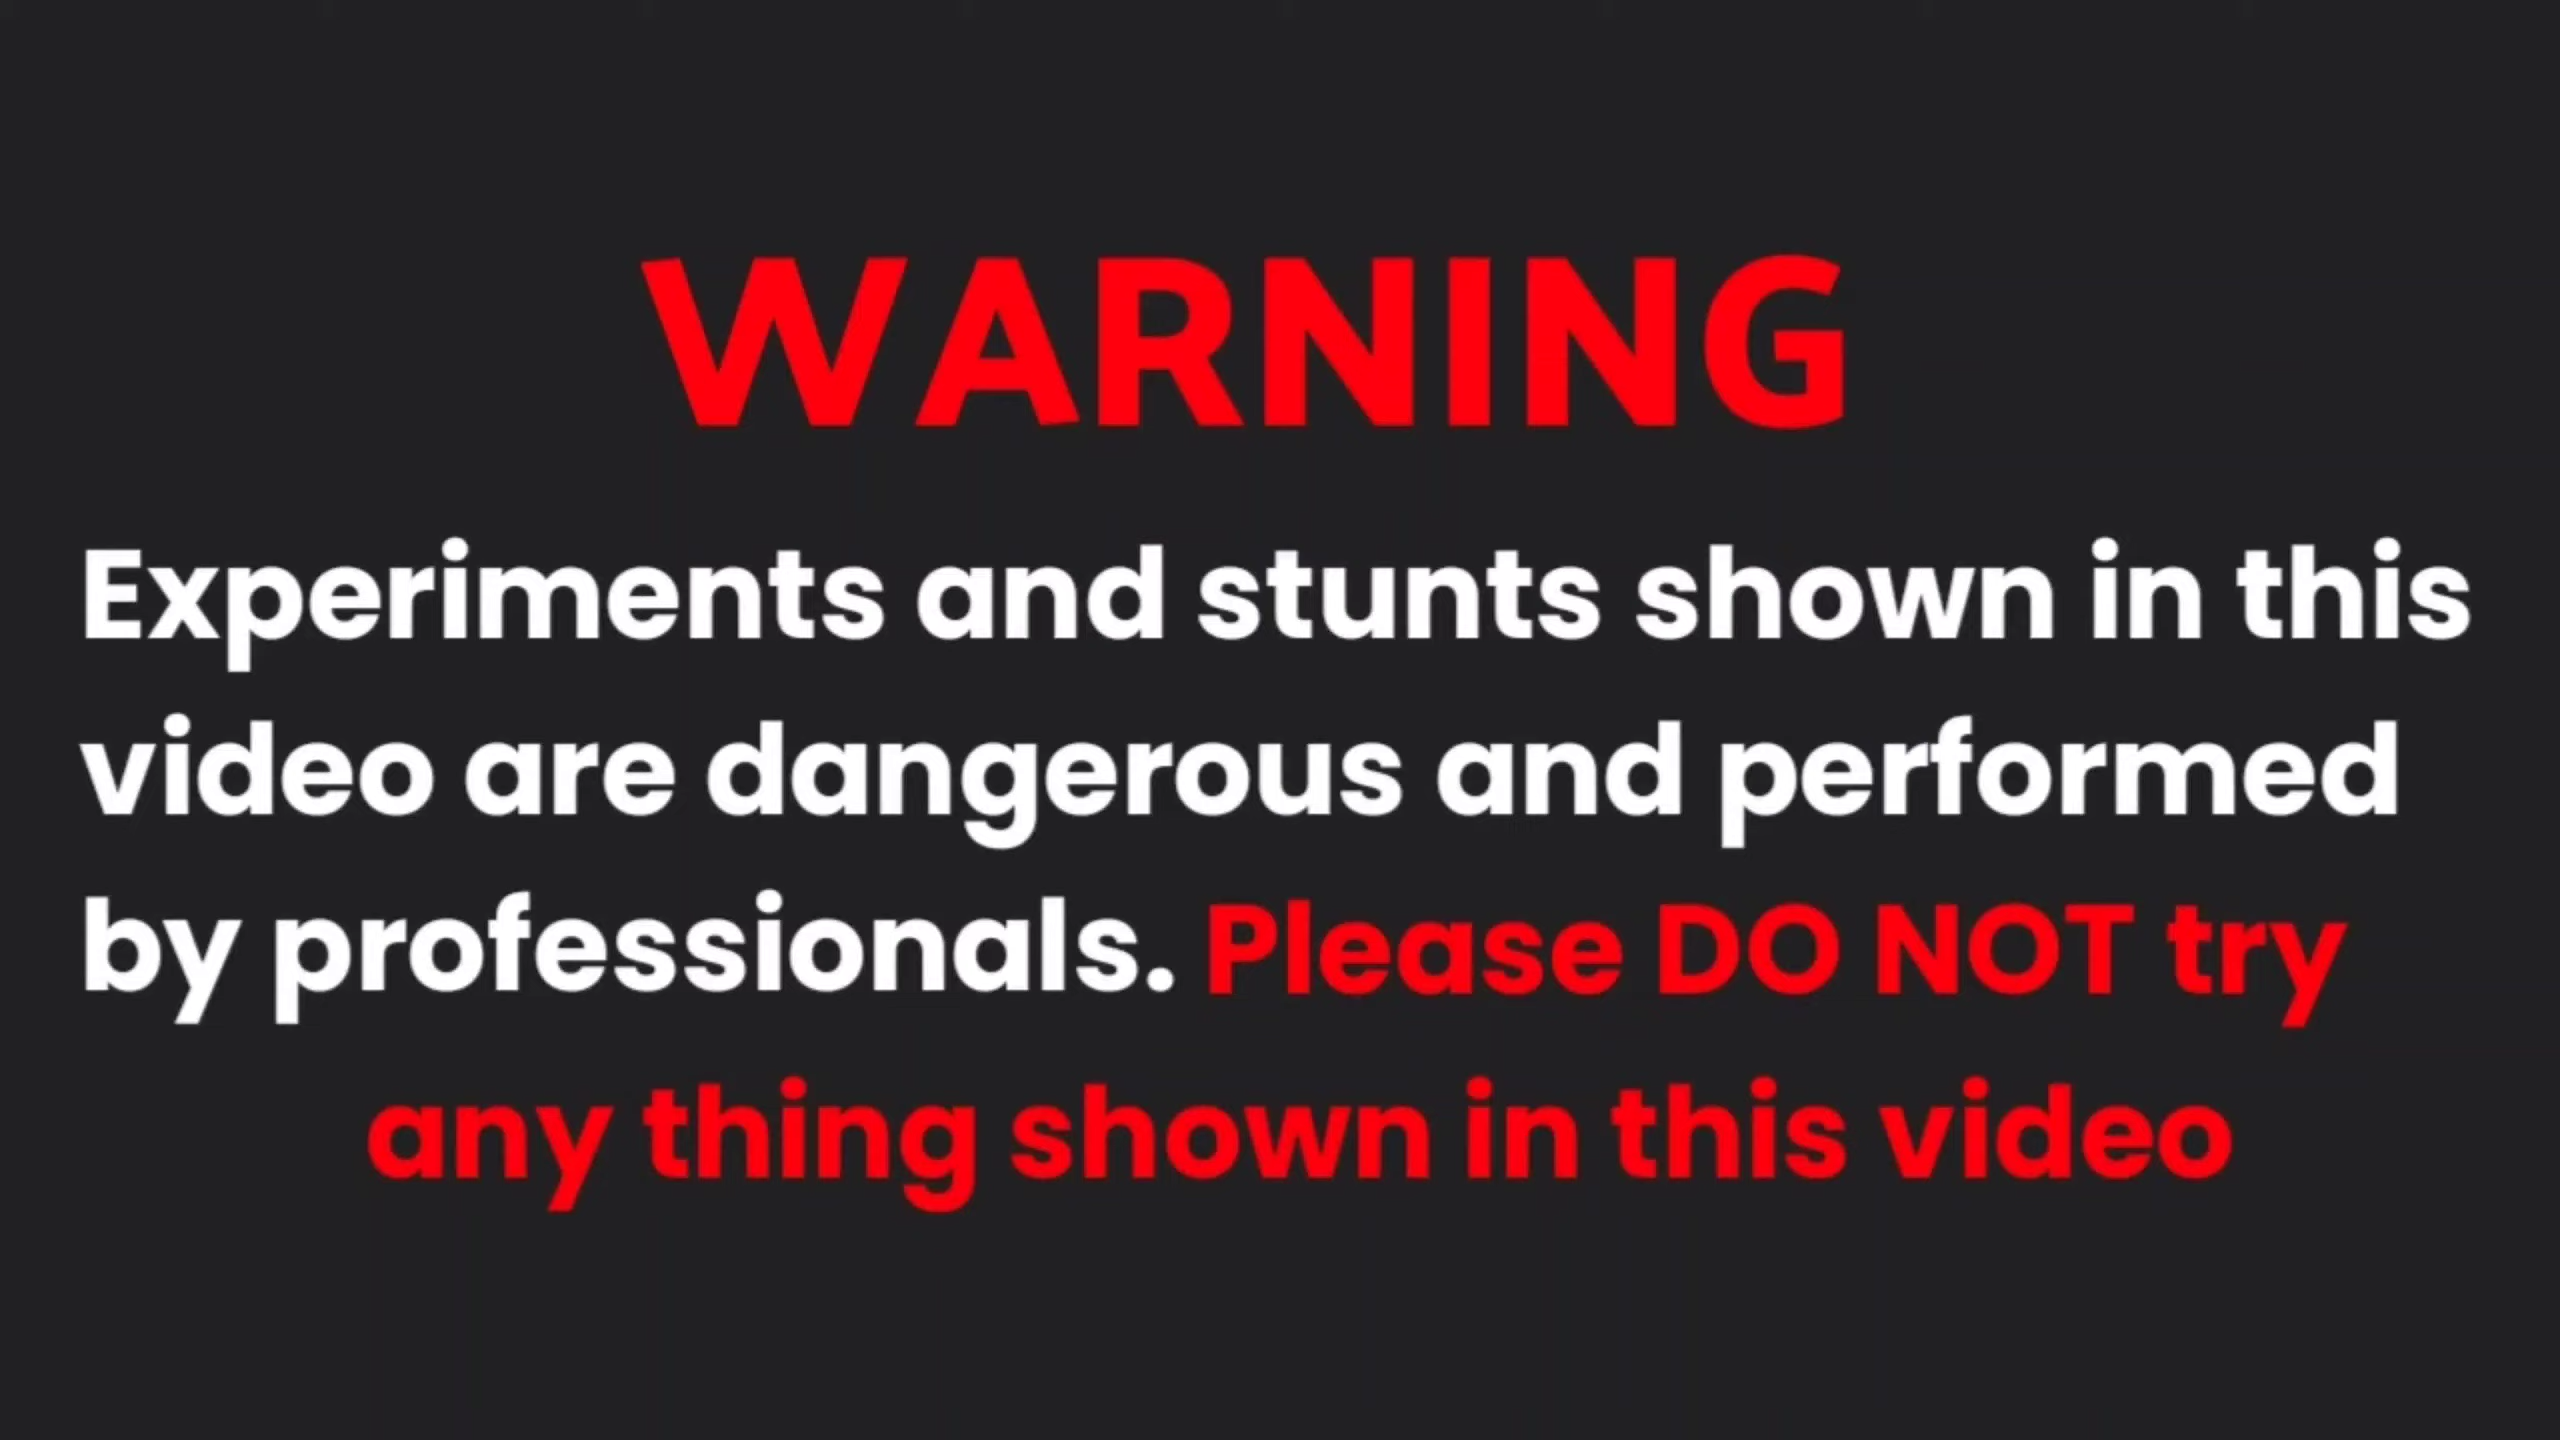 WARNING
Experiments and stunts shown in this
video are dangerous and performed
by professionals. Please DO NOT try
any thing shown in this video